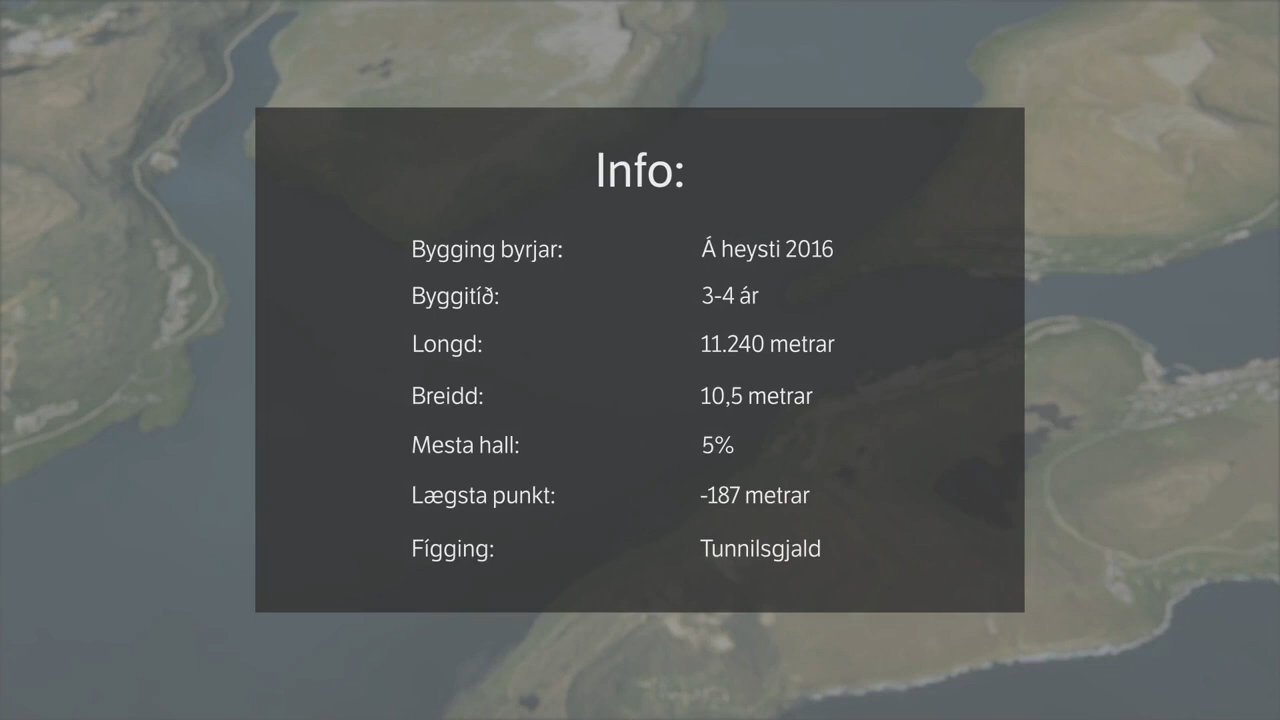 Info:
Bygging byrjar: Á heysti 2016
Byggitíð: 3-4 ár
Longd: 11.240 metrar
Breidd: 10,5 metrar
Mesta hall: 5%
Lægsta punkt: -187 metrar
Fígging: Tunnilsgjald